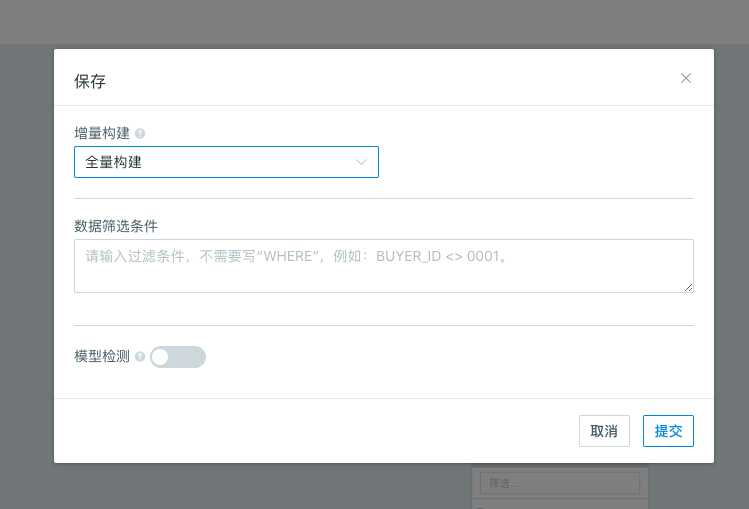 保存
增量构建
全量构建
数据筛选条件
请输入过滤条件，不需要写“WHERE”，例如：BUYER_ID <> 0001。
模型检测
取消 提交
筛选...